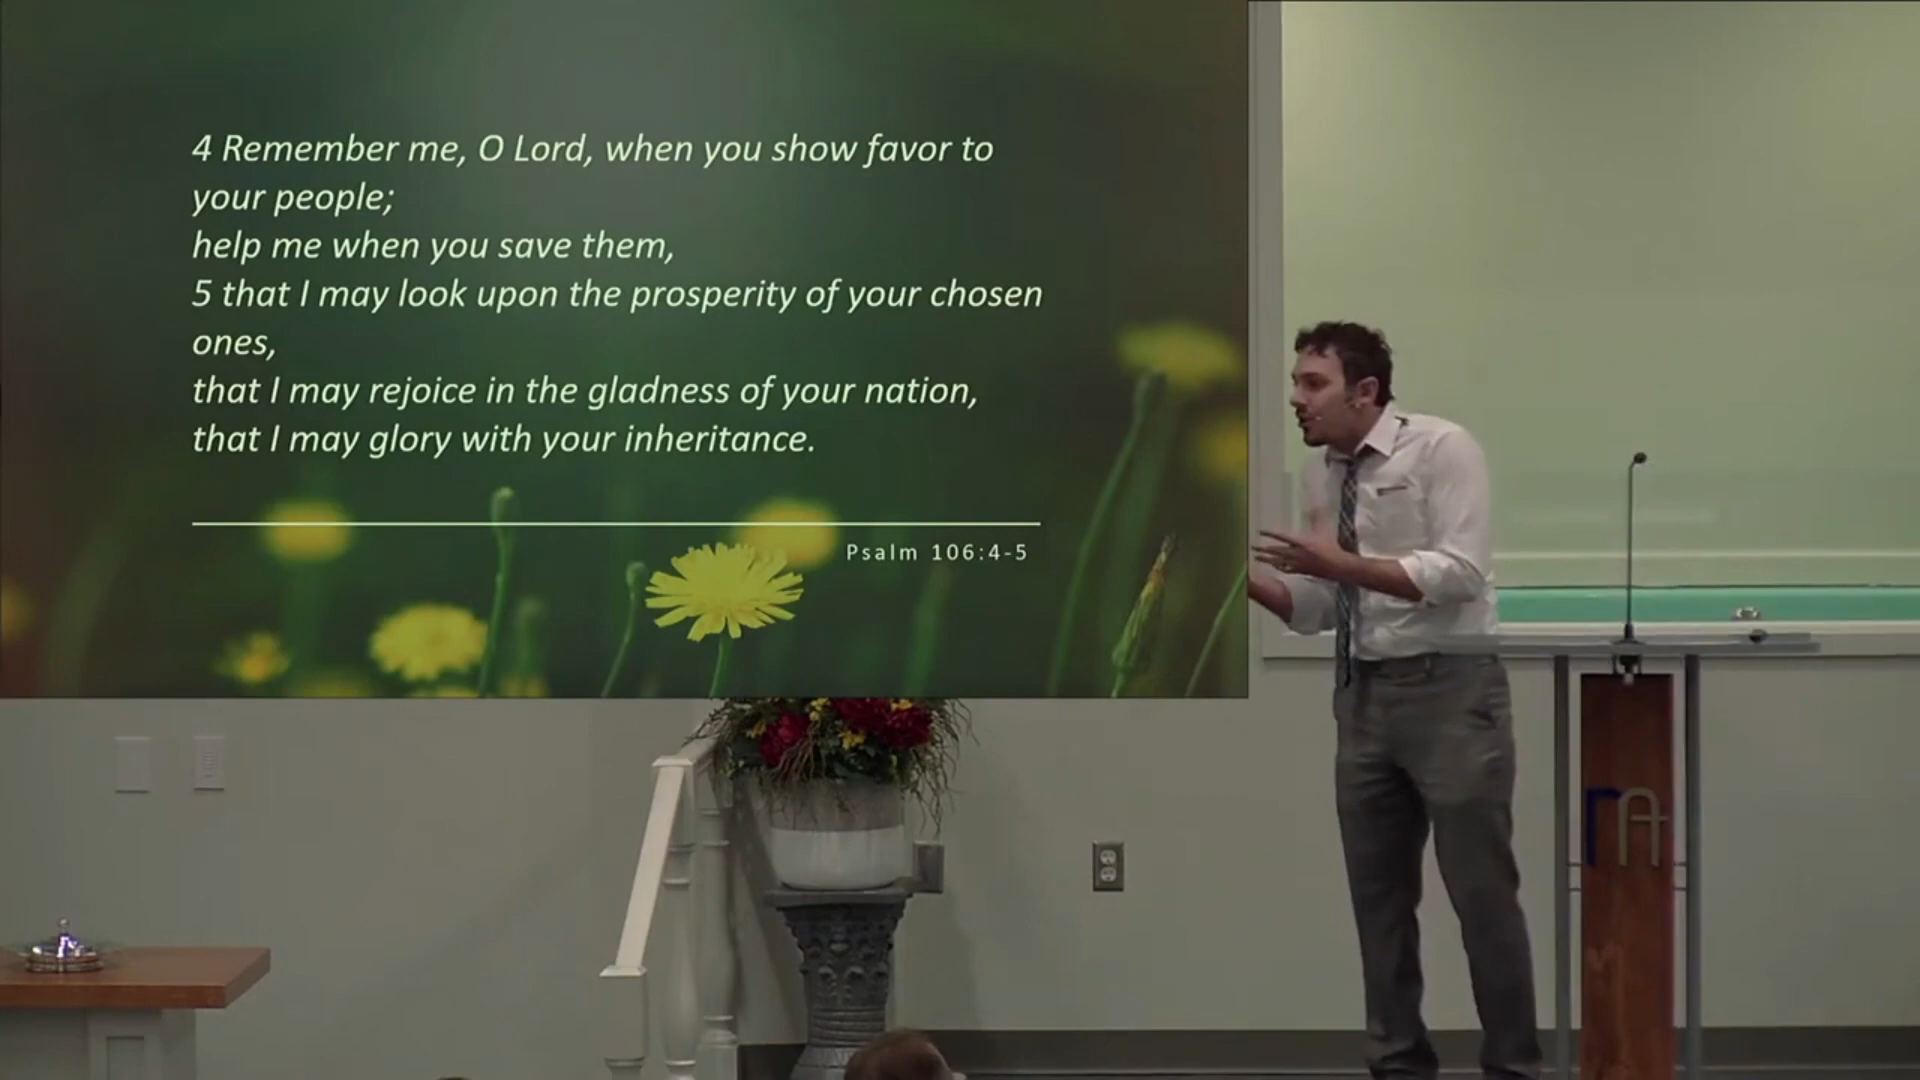 4 Remember me, O Lord, when you show favor to
your people;
help me when you save them,
5 that I may look upon the prosperity of your chosen
ones,
that I may rejoice in the gladness of your nation,
that I may glory with your inheritance.
Psalm 106:4-5